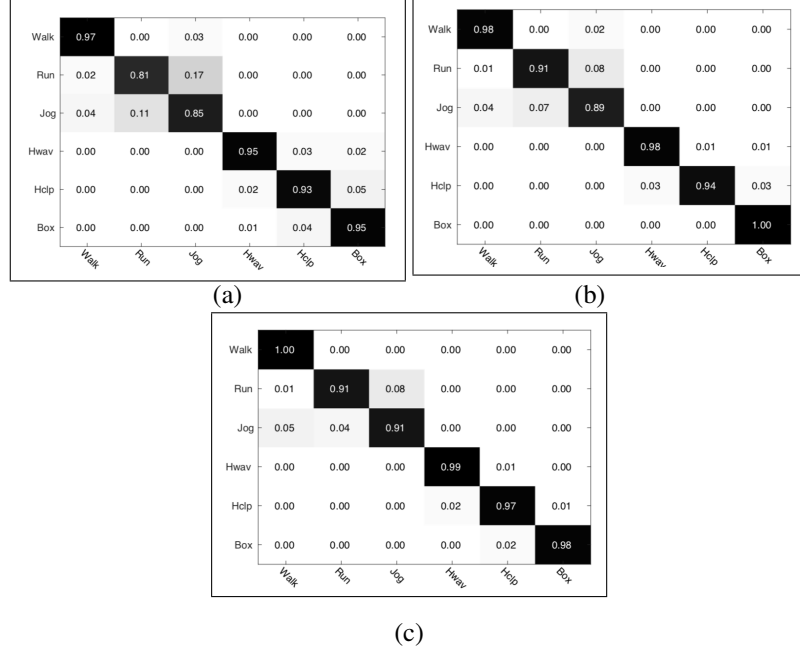 Walk 0.97 0.00 0.03 0.00 0.00 0.00
Run 0.02 0.81 0.17 0.00 0.00 0.00
Jog 0.04 0.11 0.85 0.00 0.00 0.00
Hwav 0.00 0.00 0.00 0.95 0.03 0.02
Hclp 0.00 0.00 0.00 0.02 0.93 0.05
Box 0.00 0.00 0.00 0.01 0.04 0.95
Walk Run Jog Hwav Hclp Box
(a)
Walk 0.98 0.00 0.02 0.00 0.00 0.00
Run 0.01 0.91 0.08 0.00 0.00 0.00
Jog 0.04 0.07 0.89 0.00 0.00 0.00
Hwav 0.00 0.00 0.00 0.98 0.01 0.01
Hclp 0.00 0.00 0.00 0.03 0.94 0.03
Box 0.00 0.00 0.00 0.00 0.00 1.00
Walk Run Jog Hwav Hclp Box
(b)
Walk 1.00 0.00 0.00 0.00 0.00 0.00
Run 0.01 0.91 0.08 0.00 0.00 0.00
Jog 0.05 0.04 0.91 0.00 0.00 0.00
Hwav 0.00 0.00 0.00 0.99 0.01 0.00
Hclp 0.00 0.00 0.00 0.02 0.97 0.01
Box 0.00 0.00 0.00 0.00 0.02 0.98
Walk Run Jog Hwav Hclp Box
(c)